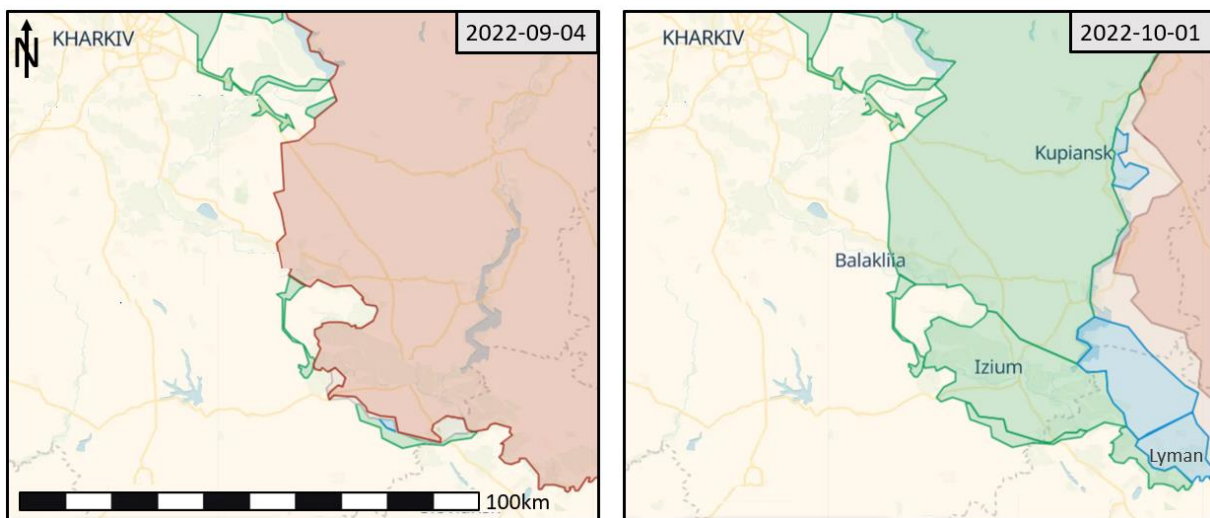 N
KHARKIV
2022-09-04
100km
KHARKIV
2022-10-01
Kupiansk
Balakliia
Izium
Lyman